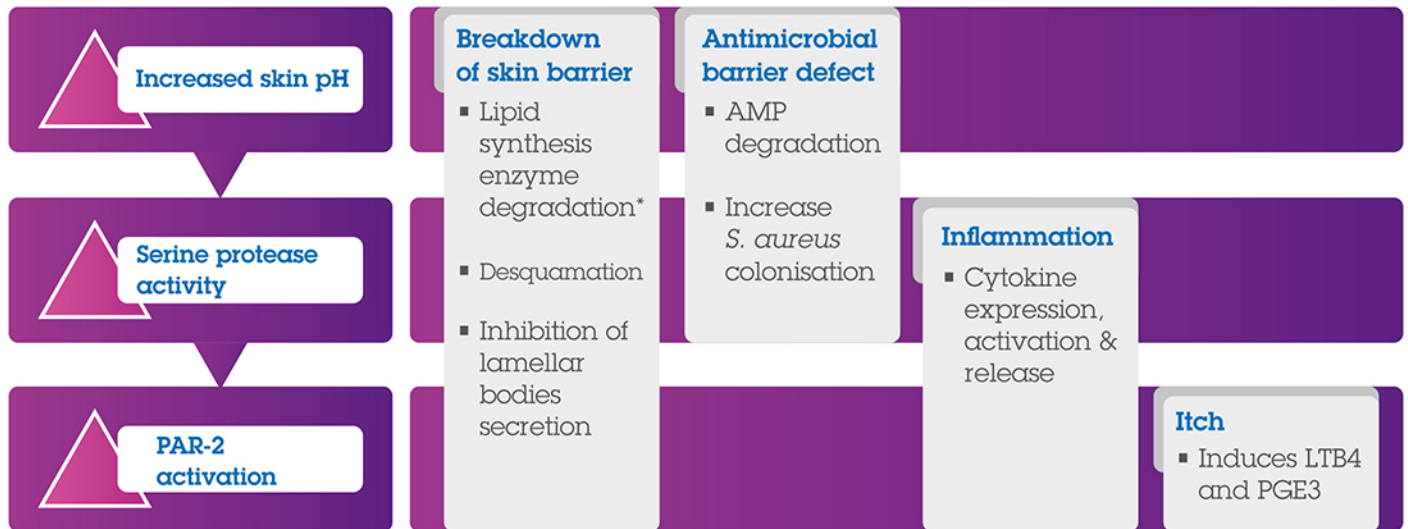 Increased skin pH
Serine protease
activity
PAR-2
activation
Breakdown
of skin barrier
▪ Lipid
synthesis
enzyme
degradation*
▪ Desquamation
▪ Inhibition of
lamellar
bodies
secretion
Antimicrobial
barrier defect
▪ AMP
degradation
▪ Increase
S. aureus
colonisation
Inflammation
▪ Cytokine
expression,
activation &
release
Itch
▪ Induces LTB4
and PGE3